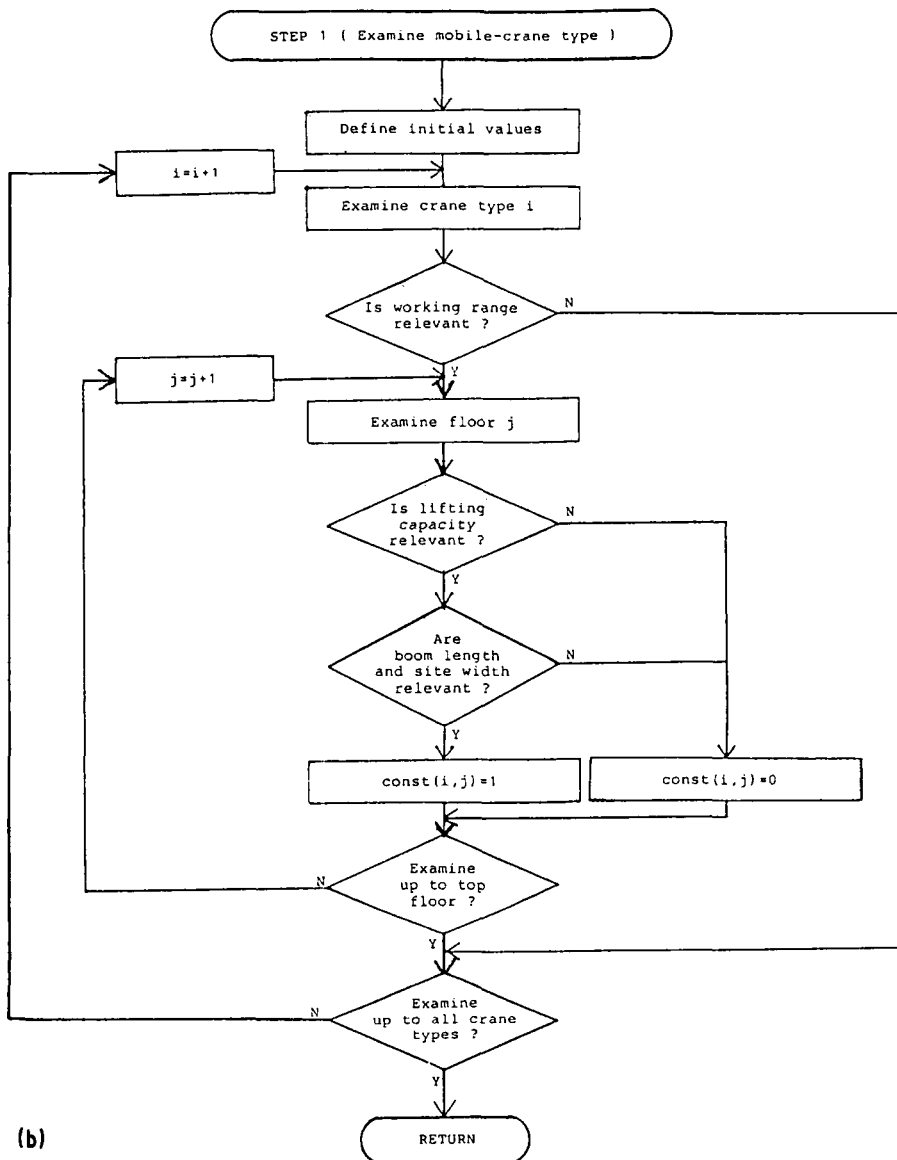 STEP 1 ( Examine mobile-crane type )
Define initial values
i=i+1
Examine crane type i
Is working range
relevant ?
N
Y
j=j+1
Examine floor j
Is lifting
capacity
relevant ?
N
Y
Are
boom length
and site width
relevant ?
N
Y
const(i,j)=1
const(i,j)=0
Examine
up to top
floor ?
N
Y
Examine
up to all crane
types ?
N
Y
RETURN
(b)